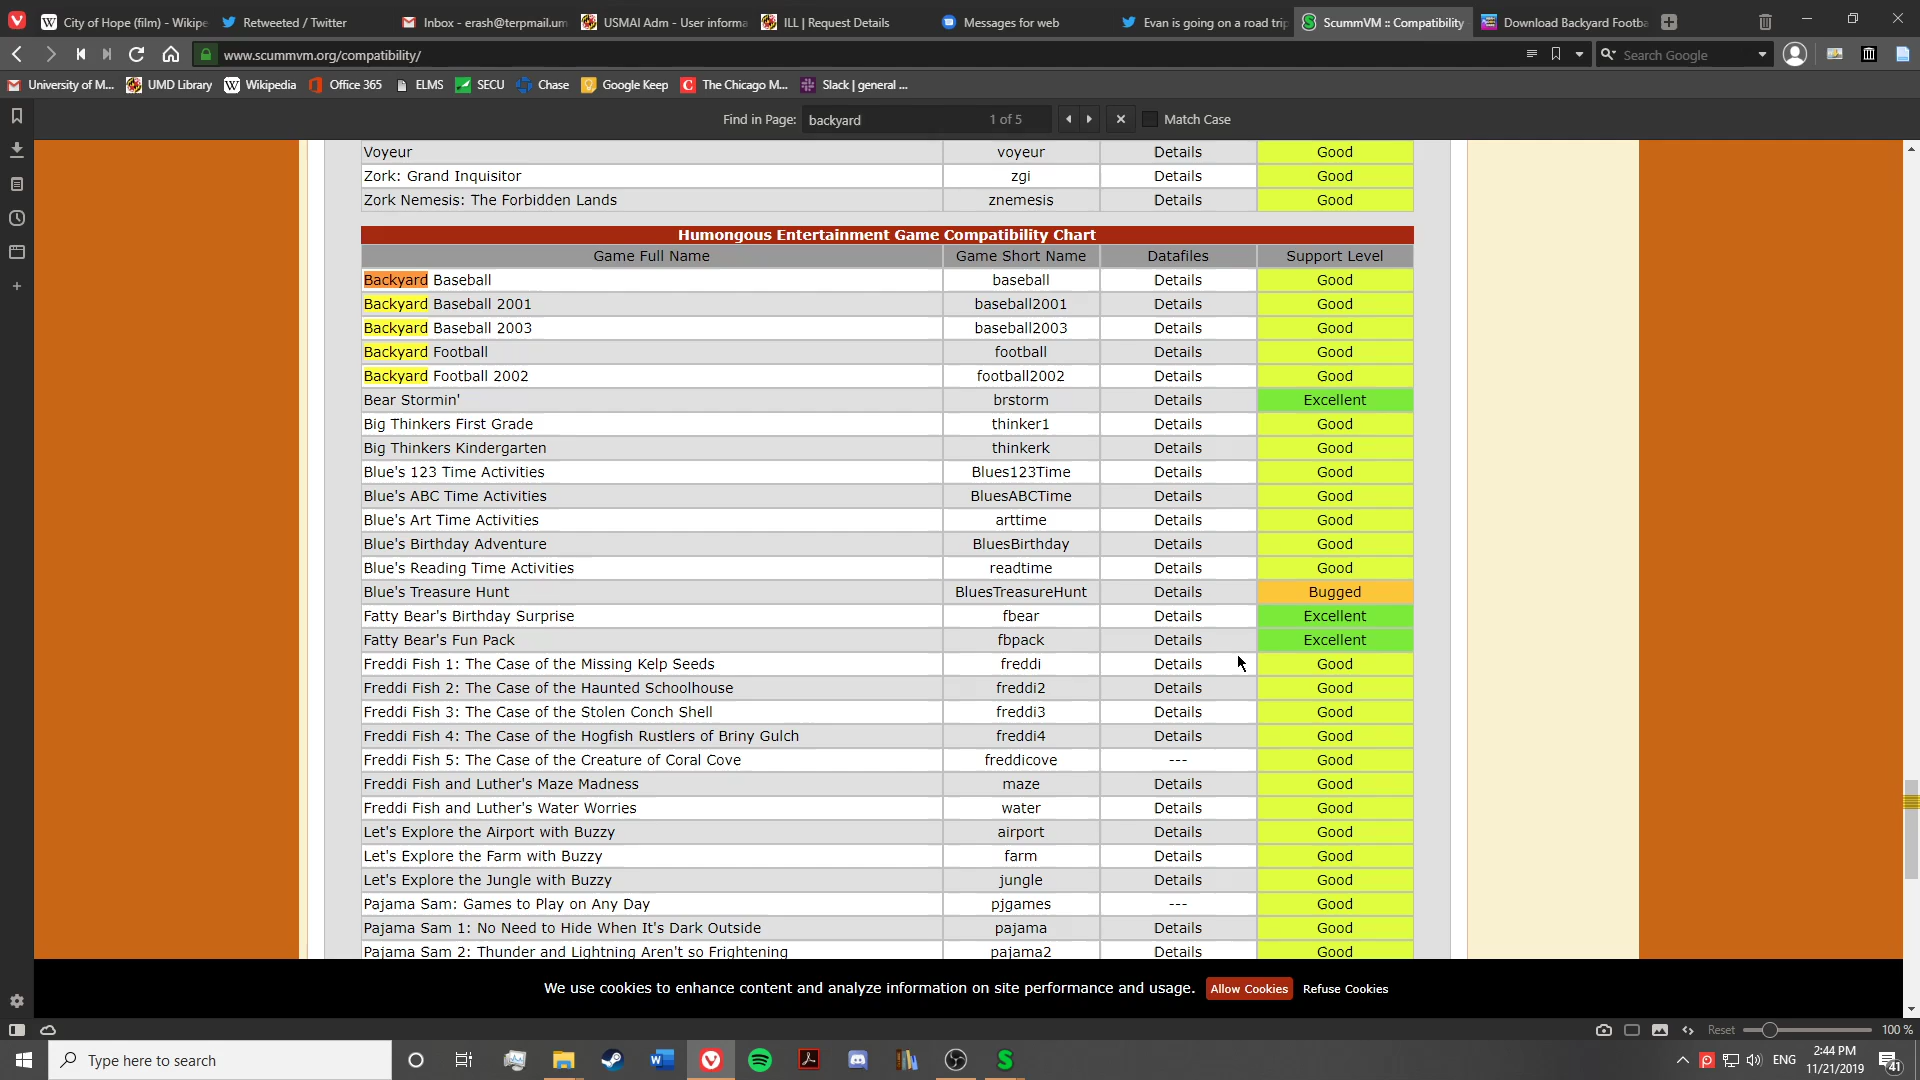 City of Hope (film) - Wikipe
Retweeted / Twitter
Inbox - erash@terpmail.um
USMAI Adm - User informa
ILL | Request Details
Messages for web
Evan is going on a road trip
ScummVM :: Compatibility
Download Backyard Footba
www.scummvm.org/compatibility/
Search Google
University of M...
UMD Library
Wikipedia
Office 365
ELMS
SECU
Chase
Google Keep
The Chicago M...
Slack | general ...
Find in Page: backyard 1 of 5 Match Case
Voyeur voyeur Details Good
Zork: Grand Inquisitor zgi Details Good
Zork Nemesis: The Forbidden Lands znemesis Details Good
Humongous Entertainment Game Compatibility Chart
Game Full Name Game Short Name Datafiles Support Level
Backyard Baseball baseball Details Good
Backyard Baseball 2001 baseball2001 Details Good
Backyard Baseball 2003 baseball2003 Details Good
Backyard Football football Details Good
Backyard Football 2002 football2002 Details Good
Bear Stormin' brstorm Details Excellent
Big Thinkers First Grade thinker1 Details Good
Big Thinkers Kindergarten thinkerk Details Good
Blue's 123 Time Activities Blues123Time Details Good
Blue's ABC Time Activities BluesABCTime Details Good
Blue's Art Time Activities arttime Details Good
Blue's Birthday Adventure BluesBirthday Details Good
Blue's Reading Time Activities readtime Details Good
Blue's Treasure Hunt BluesTreasureHunt Details Bugged
Fatty Bear's Birthday Surprise fbear Details Excellent
Fatty Bear's Fun Pack fbpack Details Excellent
Freddi Fish 1: The Case of the Missing Kelp Seeds freddi Details Good
Freddi Fish 2: The Case of the Haunted Schoolhouse freddi2 Details Good
Freddi Fish 3: The Case of the Stolen Conch Shell freddi3 Details Good
Freddi Fish 4: The Case of the Hogfish Rustlers of Briny Gulch freddi4 Details Good
Freddi Fish 5: The Case of the Creature of Coral Cove freddicove --- Good
Freddi Fish and Luther's Maze Madness maze Details Good
Freddi Fish and Luther's Water Worries water Details Good
Let's Explore the Airport with Buzzy airport Details Good
Let's Explore the Farm with Buzzy farm Details Good
Let's Explore the Jungle with Buzzy jungle Details Good
Pajama Sam: Games to Play on Any Day pjgames --- Good
Pajama Sam 1: No Need to Hide When It's Dark Outside pajama Details Good
Pajama Sam 2: Thunder and Lightning Aren't so Frightening pajama2 Details Good
We use cookies to enhance content and analyze information on site performance and usage. Allow Cookies Refuse Cookies
Reset 100 %
Type here to search
ENG
2:44 PM
11/21/2019
41